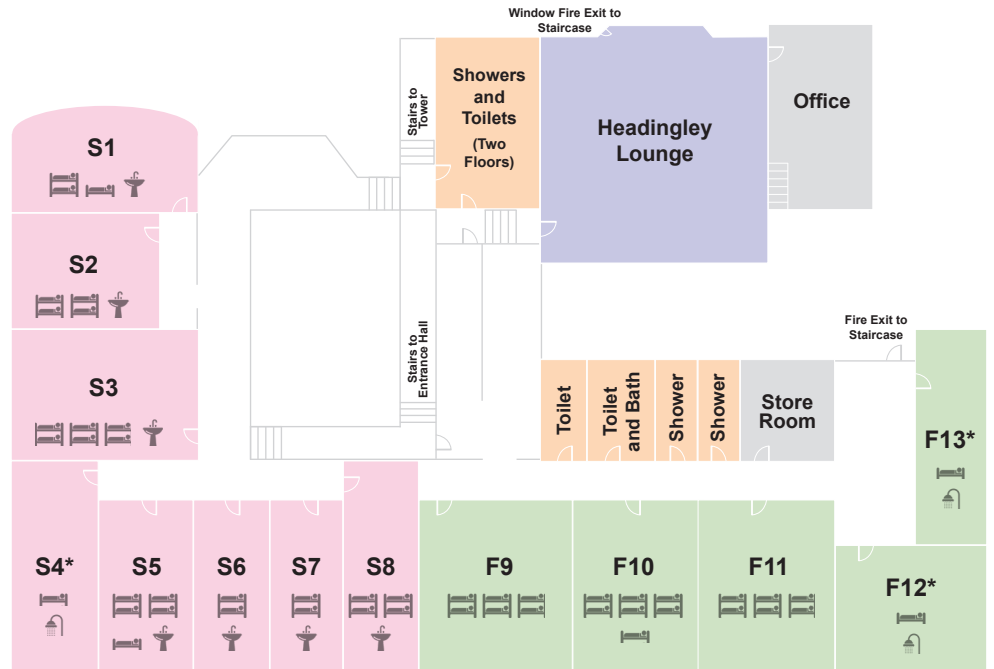 Window Fire Exit to
Staircase
Stairs to
Tower
Showers
and
Toilets
(Two
Floors)
Headingley
Lounge
Office
S1
S2
S3
Stairs to
Entrance Hall
Fire Exit to
Staircase
Toilet
Toilet
and Bath
Shower
Shower
Store
Room
F13*
S4*
S5
S6
S7
S8
F9
F10
F11
F12*